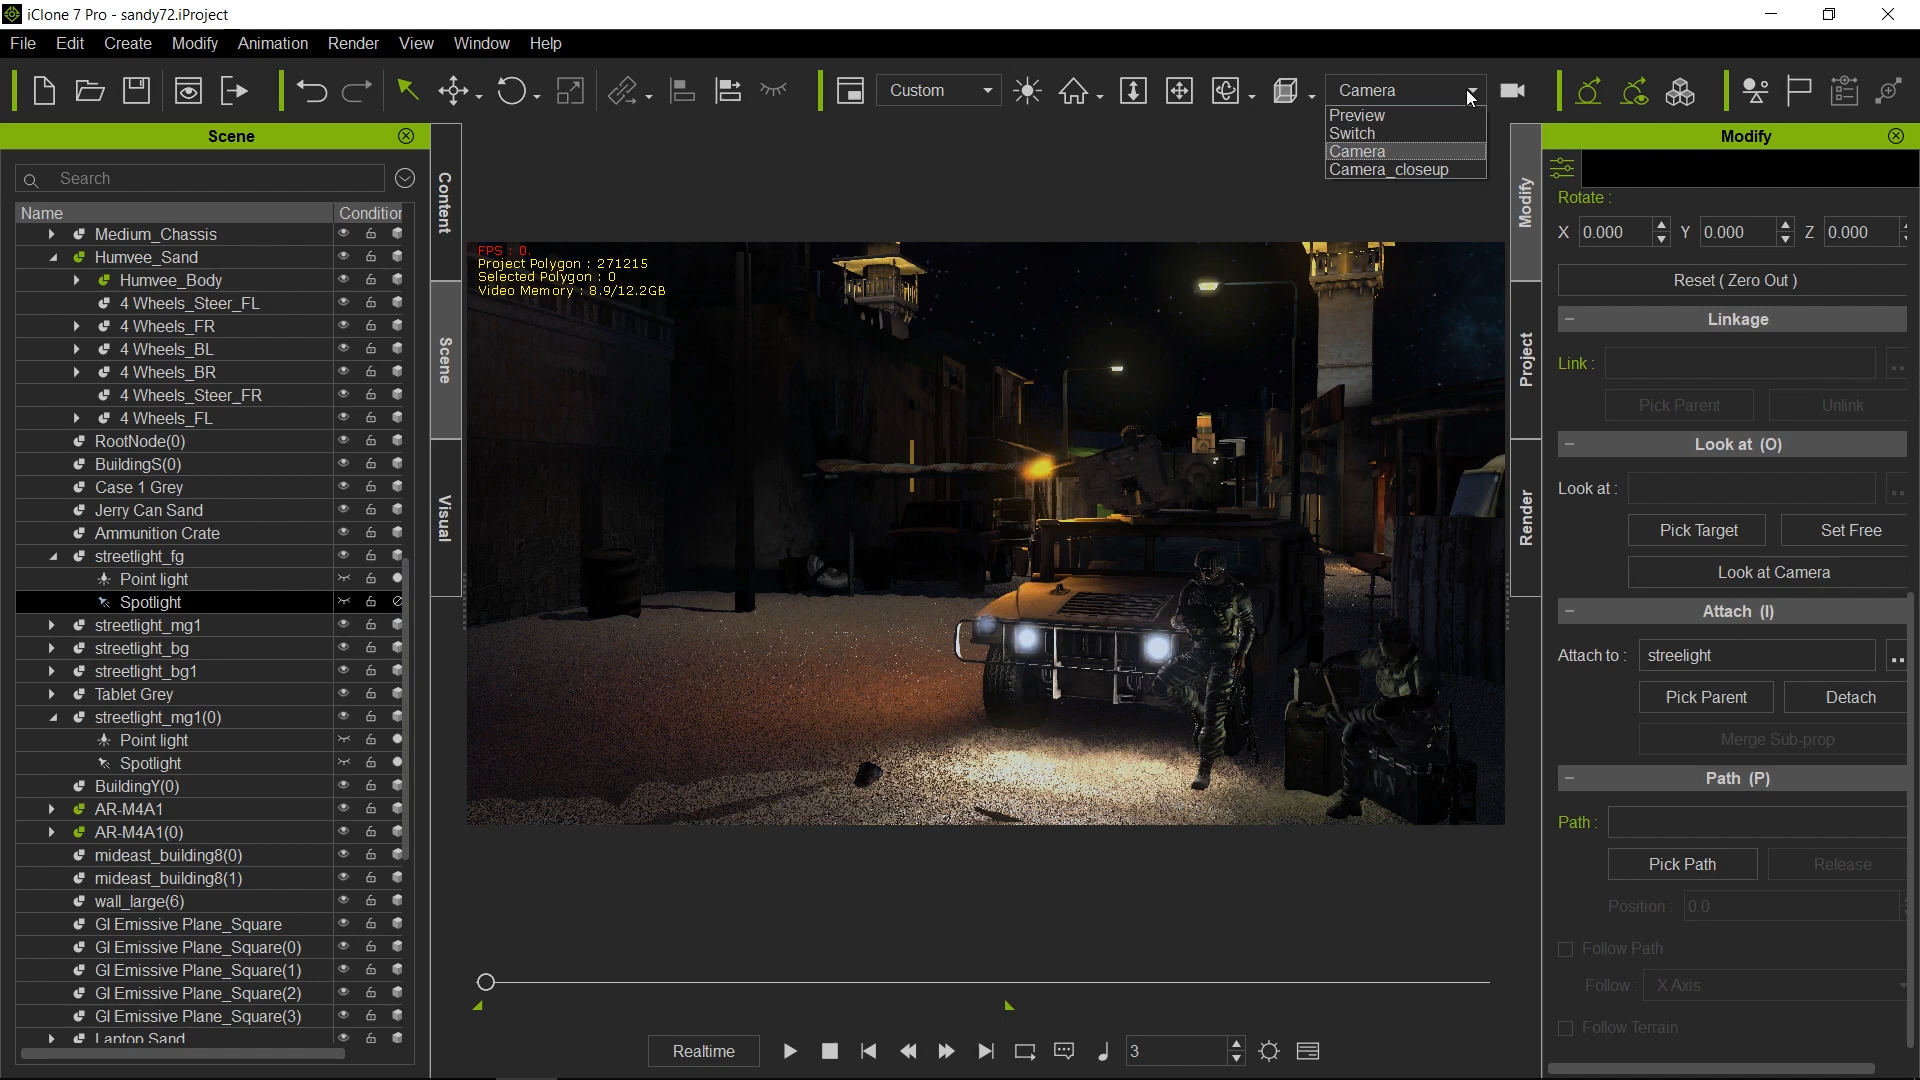 iClone 7 Pro - sandy72.iProject
File Edit Create Modify Animation Render View Window Help
Custom
Camera
Preview
Switch
Camera
Camera_closeup
Scene
Search
Name Condition
Medium_Chassis
Humvee_Sand
Humvee_Body
4 Wheels_Steer_FL
4 Wheels_FR
4 Wheels_BL
4 Wheels_BR
4 Wheels_Steer_FR
4 Wheels_FL
RootNode(0)
BuildingS(0)
Case 1 Grey
Jerry Can Sand
Ammunition Crate
streetlight_fg
Point light
Spotlight
streetlight_mg1
streetlight_bg
streetlight_bg1
Tablet Grey
streetlight_mg1(0)
Point light
Spotlight
BuildingY(0)
AR-M4A1
AR-M4A1(0)
mideast_building8(0)
mideast_building8(1)
wall_large(6)
GI Emissive Plane_Square
GI Emissive Plane_Square(0)
GI Emissive Plane_Square(1)
GI Emissive Plane_Square(2)
GI Emissive Plane_Square(3)
Laptop Sand
Content
Scene
Visual
FPS : 0.
Project Polygon : 271215
Selected Polygon : 0
Video Memory : 8.9/12.2GB
UN
Realtime
3
Modify
Project
Render
Modify
Rotate :
X 0.000 Y 0.000 Z 0.000
Reset ( Zero Out )
Linkage
Link :
Pick Parent Unlink
Look at (O)
Look at :
Pick Target Set Free
Look at Camera
Attach (I)
Attach to : streelight
Pick Parent Detach
Merge Sub-prop
Path (P)
Path :
Pick Path Release
Position : 0.0
Follow Path
Follow : X Axis
Follow Terrain